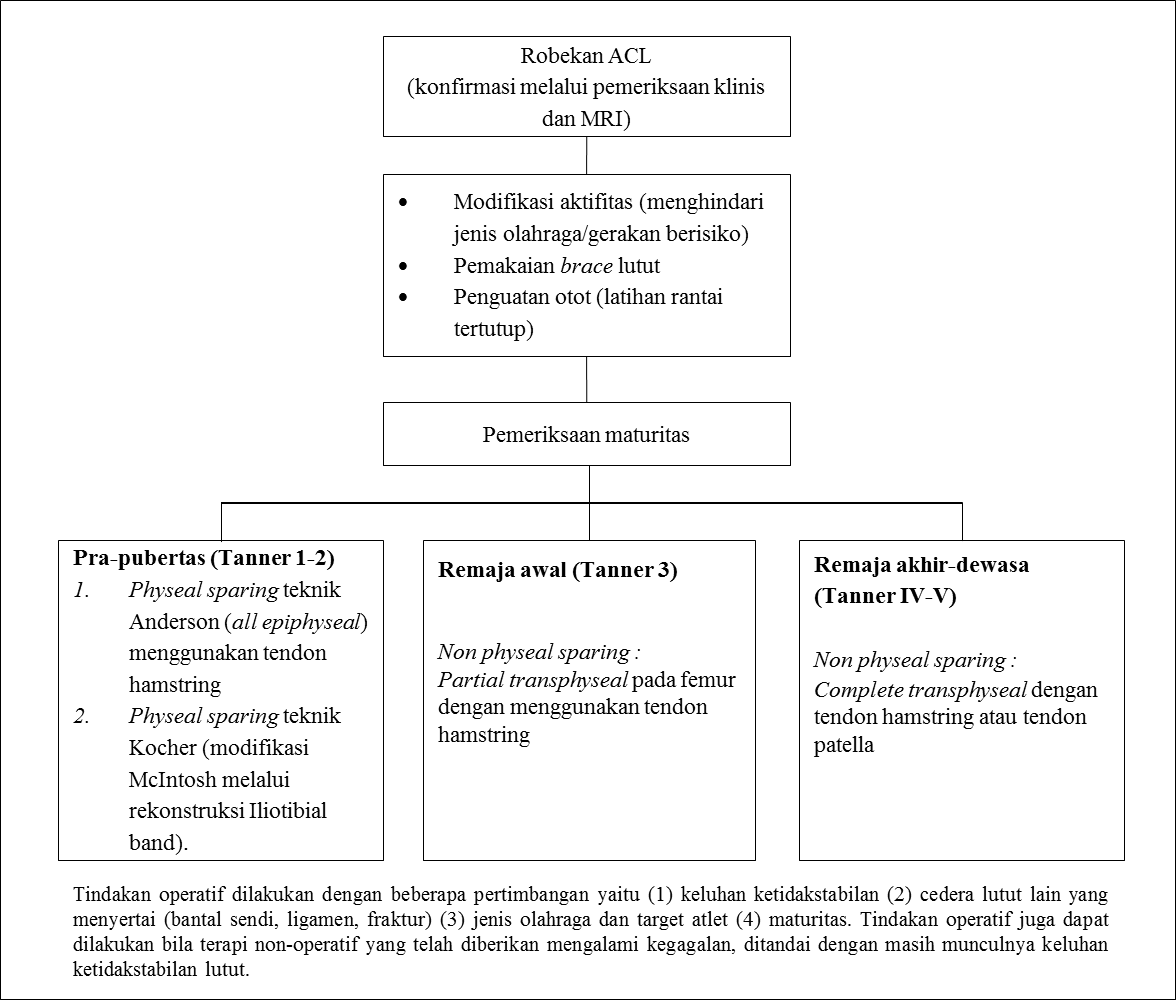 Robekan ACL
(konfirmasi melalui pemeriksaan klinis
dan MRI)
• Modifikasi aktifitas (menghindari
jenis olahraga/gerakan berisiko)
• Pemakaian brace lutut
• Penguatan otot (latihan rantai
tertutup)
Pemeriksaan maturitas
Pra-pubertas (Tanner 1-2)
1. Physeal sparing teknik
Anderson (all epiphyseal)
menggunakan tendon
hamstring
2. Physeal sparing teknik
Kocher (modifikasi
McIntosh melalui
rekonstruksi Iliotibial
band).
Remaja awal (Tanner 3)
Non physeal sparing :
Partial transphyseal pada femur
dengan menggunakan tendon
hamstring
Remaja akhir-dewasa
(Tanner IV-V)
Non physeal sparing :
Complete transphyseal dengan
tendon hamstring atau tendon
patella
Tindakan operatif dilakukan dengan beberapa pertimbangan yaitu (1) keluhan ketidakstabilan (2) cedera lutut lain yang
menyertai (bantal sendi, ligamen, fraktur) (3) jenis olahraga dan target atlet (4) maturitas. Tindakan operatif juga dapat
dilakukan bila terapi non-operatif yang telah diberikan mengalami kegagalan, ditandai dengan masih munculnya keluhan
ketidakstabilan lutut.